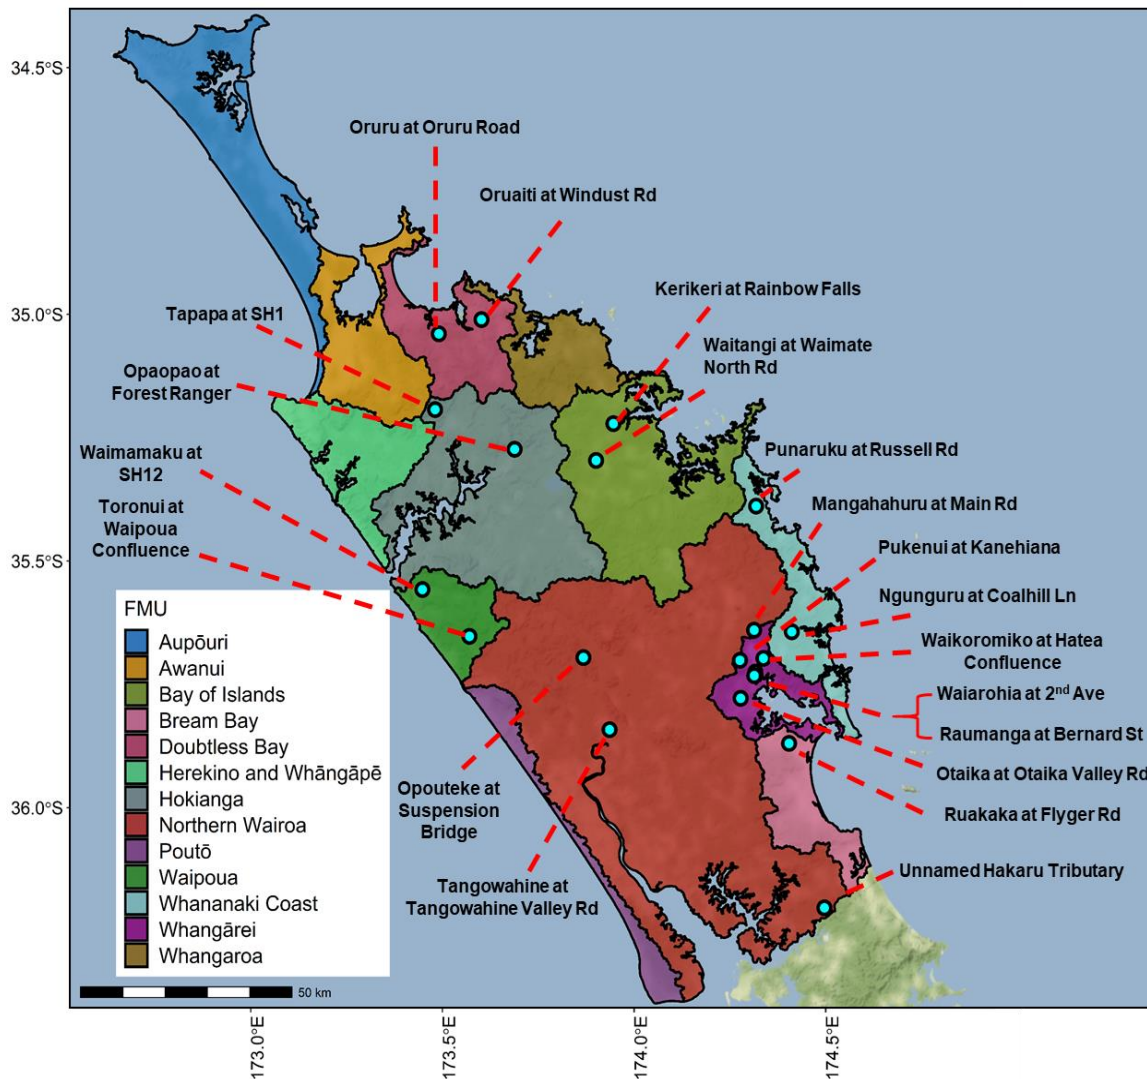 34.5°S
35.0°S
35.5°S
36.0°S
Oruru at Oruru Road
Oruaiti at Windust Rd
Kerikeri at Rainbow Falls
Tapapa at SH1
Waitangi at Waimate
North Rd
Opaopao at
Forest Ranger
Punaruku at Russell Rd
Waimamaku at
SH12
Mangahahuru at Main Rd
Toronui at
Waipoua
Confluence
Pukenui at Kanehiana
Ngunguru at Coalhill Ln
Waikoromiko at Hatea
Confluence
Waiarohia at 2nd Ave
Raumanga at Bernard St
Otaika at Otaika Valley Rd
Opouteke at
Suspension
Bridge
Ruakaka at Flyger Rd
Tangowahine at
Tangowahine Valley Rd
Unnamed Hakaru Tributary
FMU
Aupōuri
Awanui
Bay of Islands
Bream Bay
Doubtless Bay
Herekino and Whāngāpē
Hokianga
Northern Wairoa
Poutō
Waipoua
Whananaki Coast
Whangārei
Whangaroa
50 km
173.0°E
173.5°E
174.0°E
174.5°E